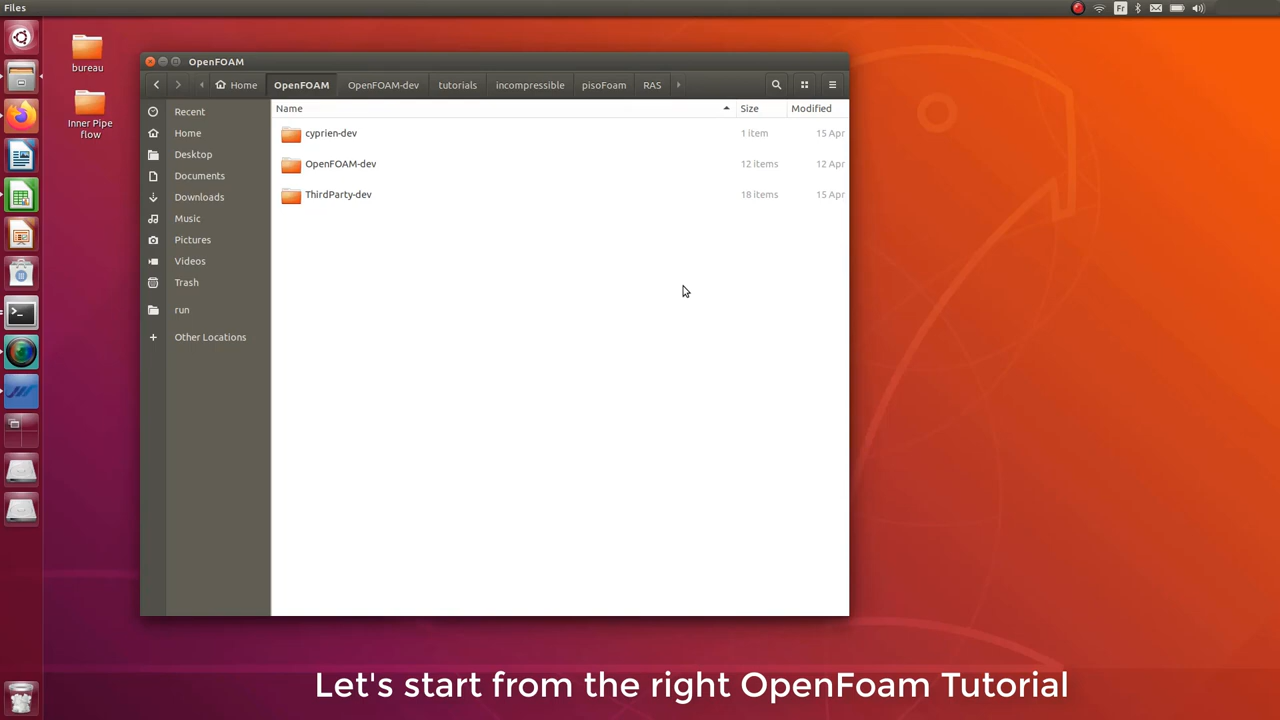 Files
Fr
bureau
Inner Pipe
flow
OpenFOAM
Home
OpenFOAM
OpenFOAM-dev
tutorials
incompressible
pisoFoam
RAS
Name
Size
Modified
Recent
Home
Desktop
Documents
Downloads
Music
Pictures
Videos
Trash
run
Other Locations
cyprien-dev
1 item
15 Apr
OpenFOAM-dev
12 items
12 Apr
ThirdParty-dev
18 items
15 Apr
Let's start from the right OpenFoam Tutorial